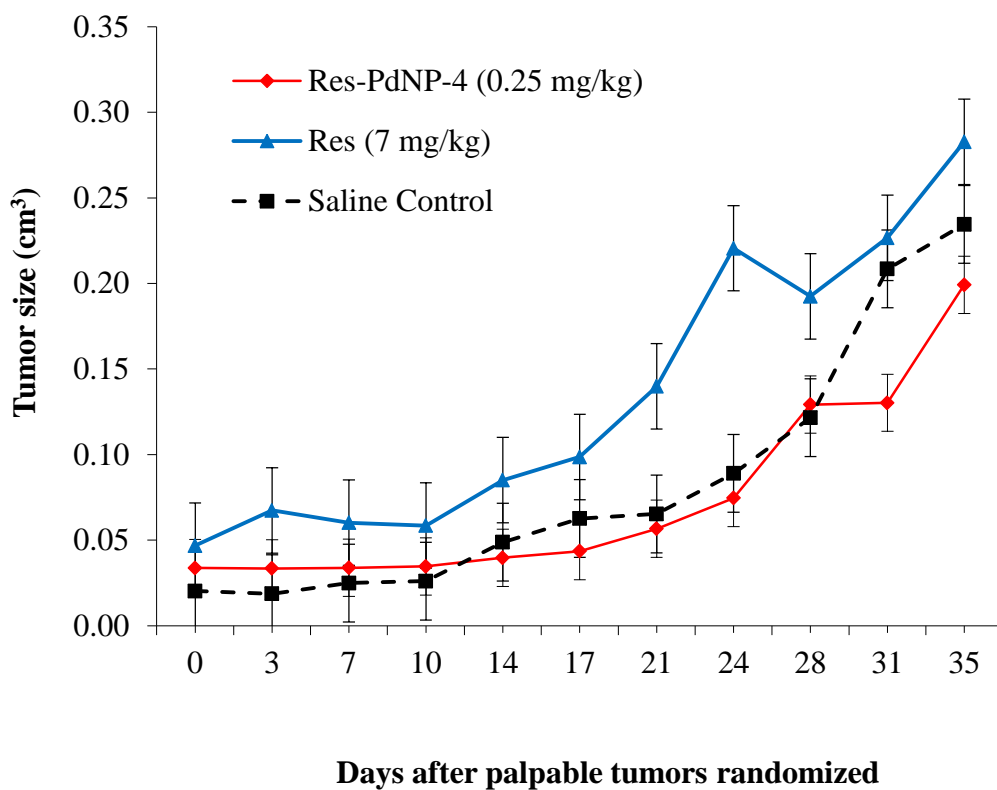 0.35
0.30
0.25
0.20
0.15
0.10
0.05
0.00
Tumor size (cm³)
Res-PdNP-4 (0.25 mg/kg)
Res (7 mg/kg)
Saline Control
0 3 7 10 14 17 21 24 28 31 35
Days after palpable tumors randomized